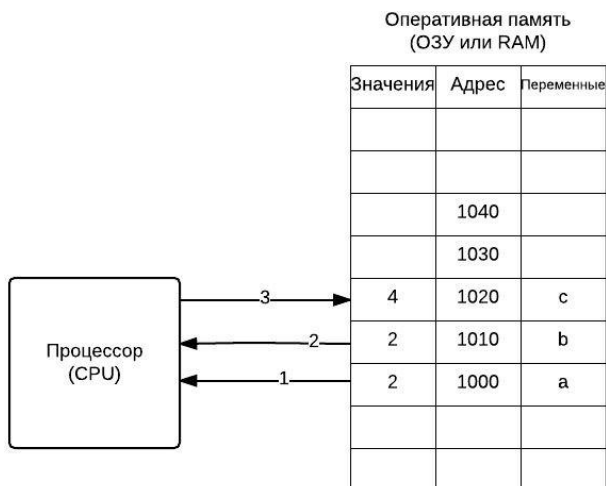 Оперативная память
(ОЗУ или RAM)
Значения Адрес Переменные
1040
1030
3 4 1020 c
2 2 1010 b
Процессор
(CPU)
1 2 1000 a